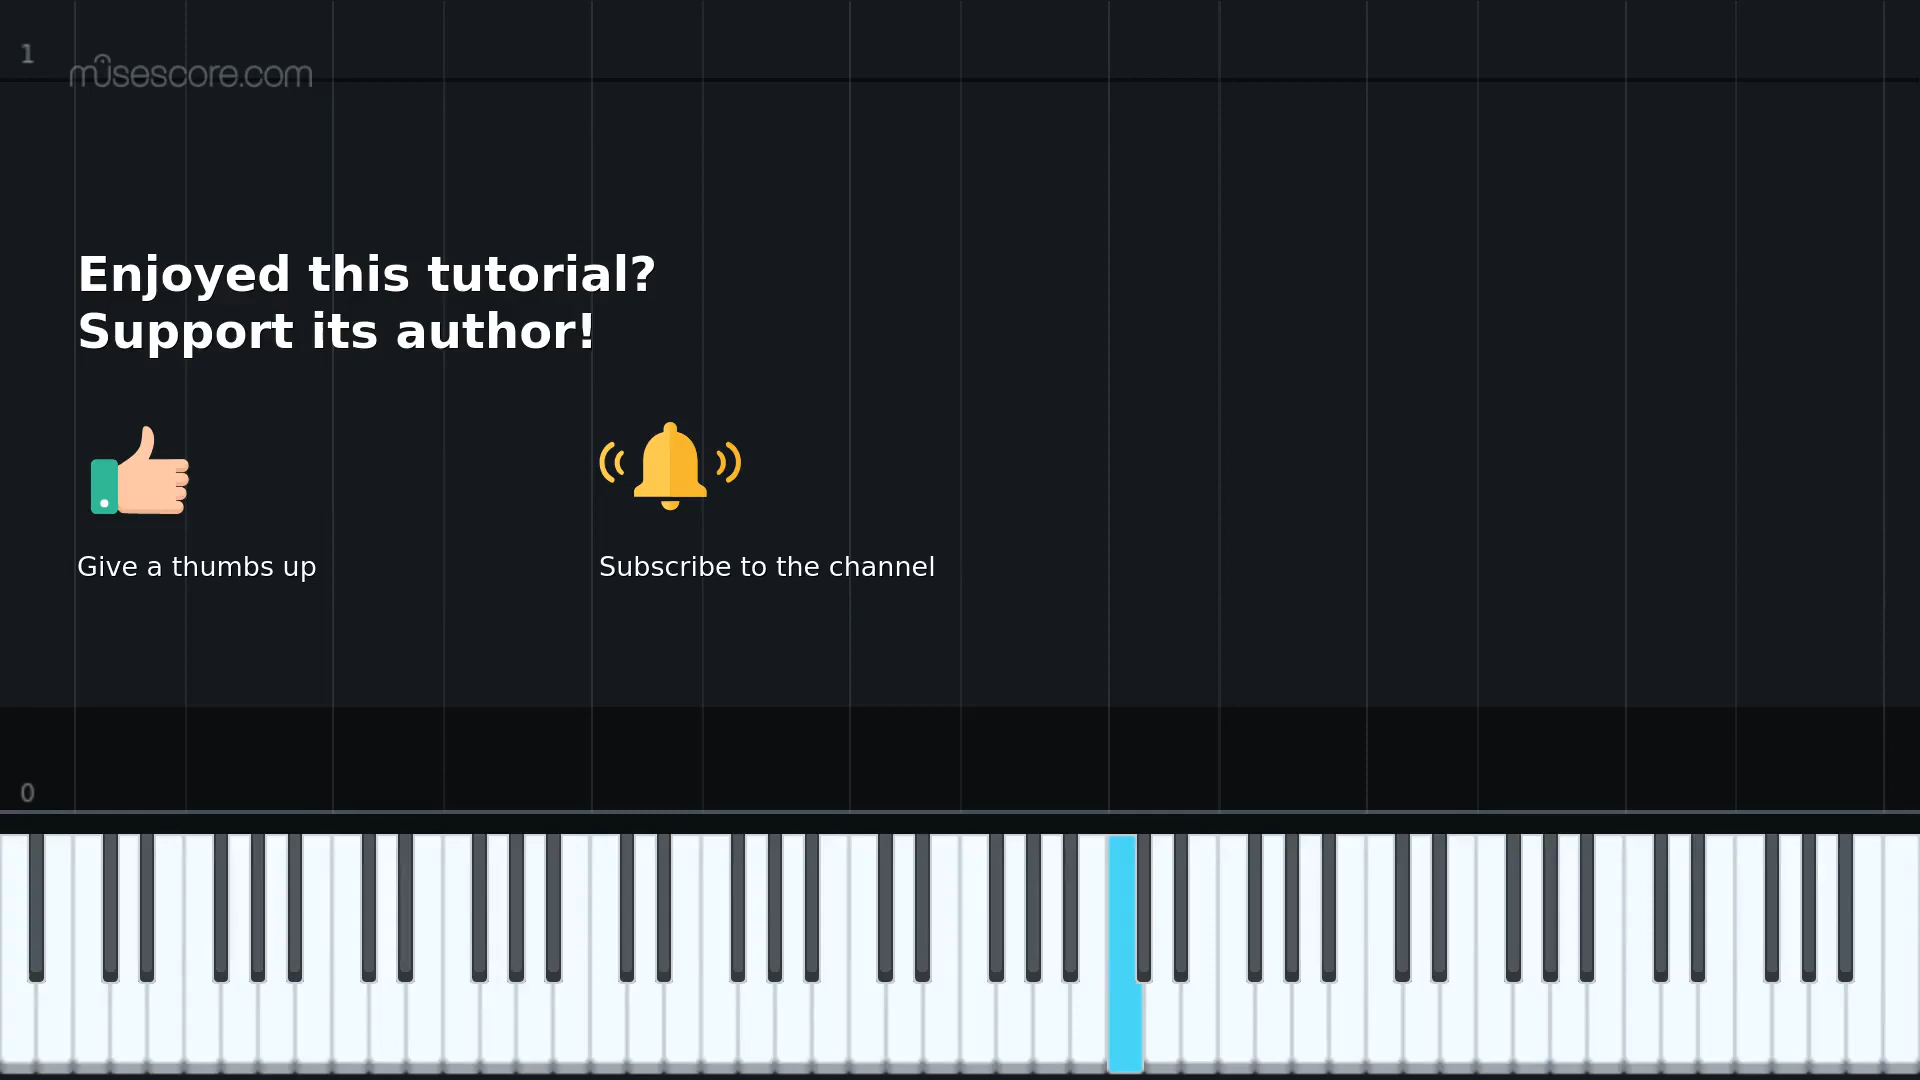 1
musescore.com
Enjoyed this tutorial?
Support its author!
Give a thumbs up
Subscribe to the channel
0